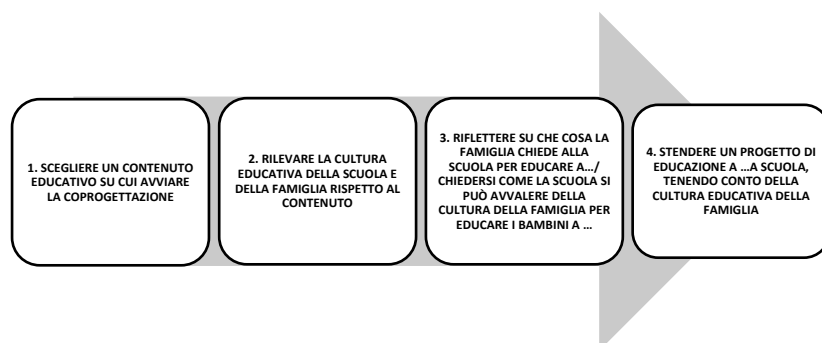 1. SCEGLIERE UN CONTENUTO
EDUCATIVO SU CUI AVVIARE
LA COPROGETTAZIONE
2. RILEVARE LA CULTURA
EDUCATIVA DELLA SCUOLA E
DELLA FAMIGLIA RISPETTO AL
CONTENUTO
3. RIFLETTERE SU CHE COSA LA
FAMIGLIA CHIEDE ALLA
SCUOLA PER EDUCARE A…/
CHIEDERSI COME LA SCUOLA SI
PUÒ AVVALERE DELLA
CULTURA DELLA FAMIGLIA PER
EDUCARE I BAMBINI A …
4. STENDERE UN PROGETTO DI
EDUCAZIONE A …A SCUOLA,
TENENDO CONTO DELLA
CULTURA EDUCATIVA DELLA
FAMIGLIA